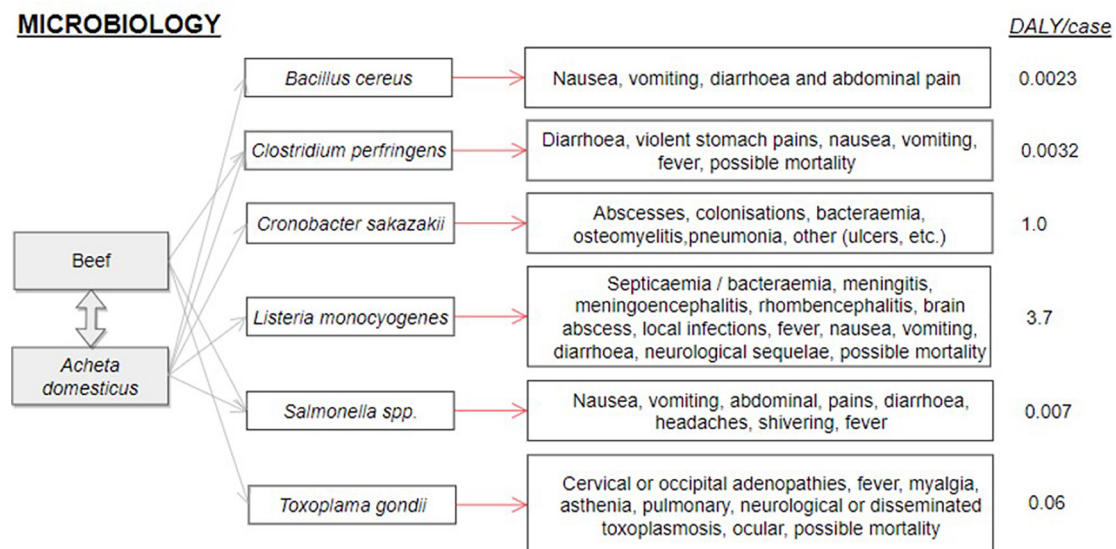 MICROBIOLOGY
DALY/case
Bacillus cereus
Nausea, vomiting, diarrhoea and abdominal pain
0.0023
Clostridium perfringens
Diarrhoea, violent stomach pains, nausea, vomiting,
fever, possible mortality
0.0032
Cronobacter sakazakii
Abscesses, colonisations, bacteraemia,
osteomyelitis,pneumonia, other (ulcers, etc.)
1.0
Beef
Listeria monocyogenes
Septicaemia / bacteraemia, meningitis,
meningoencephalitis, rhombencephalitis, brain
abscess, local infections, fever, nausea, vomiting,
diarrhoea, neurological sequelae, possible mortality
3.7
Acheta
domesticus
Salmonella spp.
Nausea, vomiting, abdominal, pains, diarrhoea,
headaches, shivering, fever
0.007
Toxoplama gondii
Cervical or occipital adenopathies, fever, myalgia,
asthenia, pulmonary, neurological or disseminated
toxoplasmosis, ocular, possible mortality
0.06